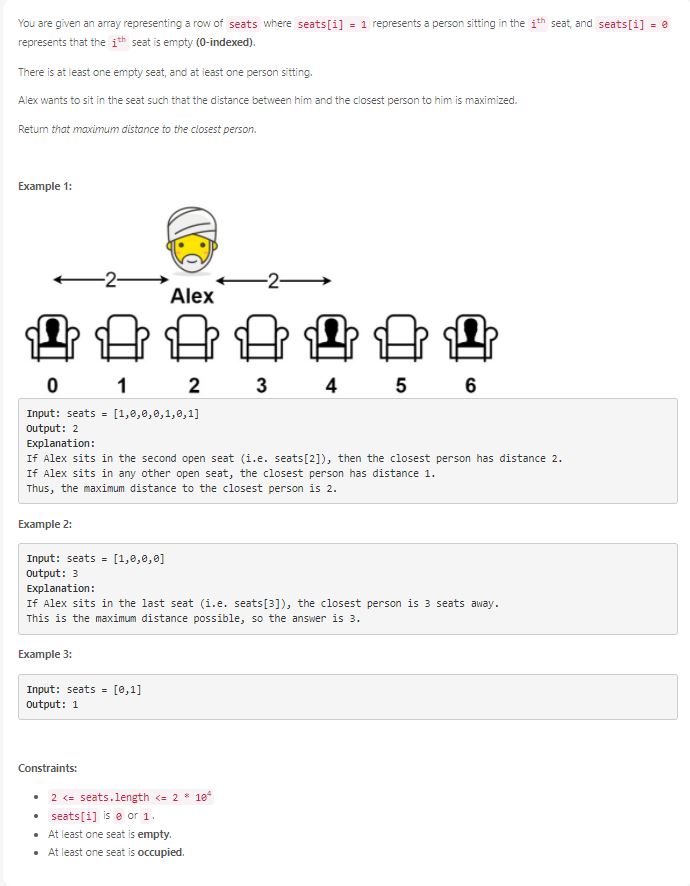 You are given an array representing a row of seats where seats[i] = 1 represents a person sitting in the ith seat, and seats[i] = 0
represents that the ith seat is empty (0-indexed).
There is at least one empty seat, and at least one person sitting.
Alex wants to sit in the seat such that the distance between him and the closest person to him is maximized.
Return that maximum distance to the closest person.
Example 1:
2 2
Alex
0 1 2 3 4 5 6
Input: seats = [1,0,0,0,1,0,1]
Output: 2
Explanation:
If Alex sits in the second open seat (i.e. seats[2]), then the closest person has distance 2.
If Alex sits in any other open seat, the closest person has distance 1.
Thus, the maximum distance to the closest person is 2.
Example 2:
Input: seats = [1,0,0,0]
Output: 3
Explanation:
If Alex sits in the last seat (i.e. seats[3]), the closest person is 3 seats away.
This is the maximum distance possible, so the answer is 3.
Example 3:
Input: seats = [0,1]
Output: 1
Constraints:
• 2 <= seats.length <= 2 * 10⁴
• seats[i] is 0 or 1.
• At least one seat is empty.
• At least one seat is occupied.